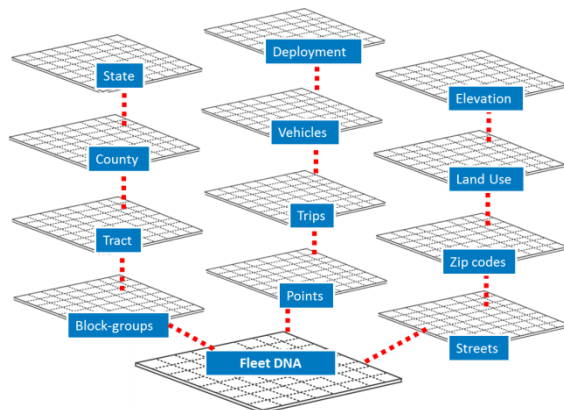 Deployment
State
Elevation
Vehicles
County
Land Use
Trips
Tract
Zip codes
Points
Block-groups
Streets
Fleet DNA